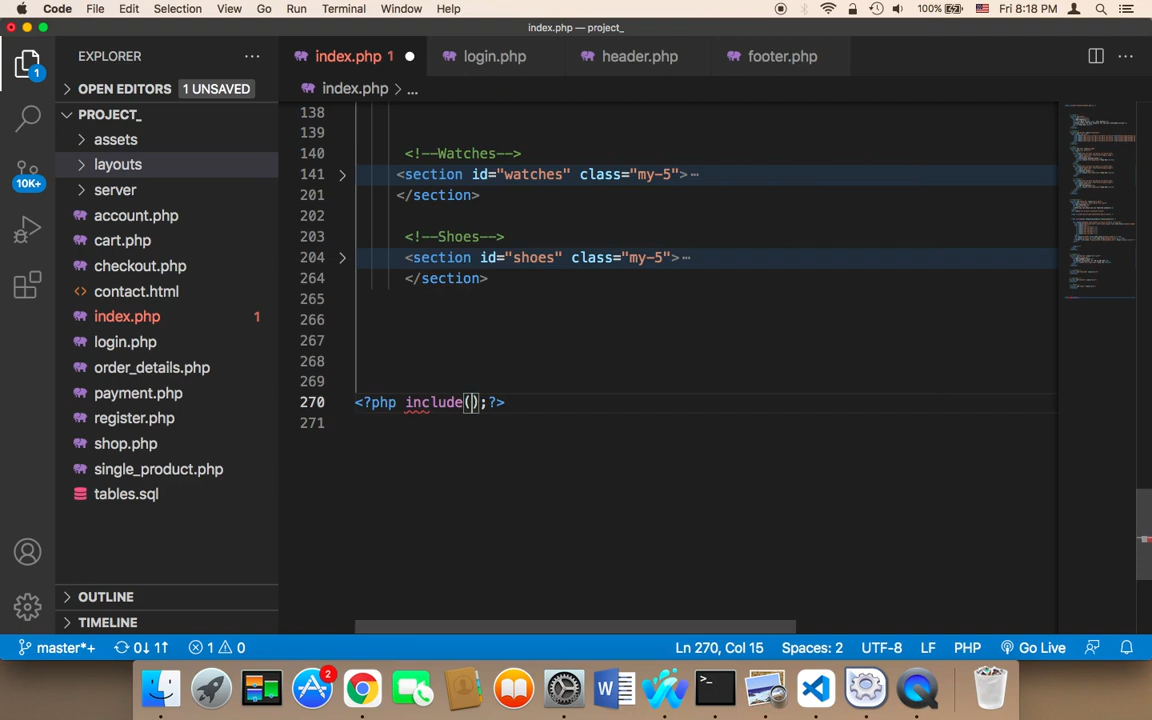 Code File Edit Selection View Go Run Terminal Window Help 100% Fri 8:18 PM
index.php — project_
EXPLORER
index.php 1
login.php
header.php
footer.php
OPEN EDITORS 1 UNSAVED
index.php > ...
PROJECT_
assets
layouts
server
account.php
cart.php
checkout.php
contact.html
index.php 1
login.php
order_details.php
payment.php
register.php
shop.php
single_product.php
tables.sql
OUTLINE
TIMELINE
1
10K+
138
139
140 <!--Watches-->
141 <section id="watches" class="my-5">⋯
201 </section>
202
203 <!--Shoes-->
204 <section id="shoes" class="my-5">⋯
264 </section>
265
266
267
268
269
270 <?php include();?>
271
master*+ 0↓ 1↑ 1 0 Ln 270, Col 15 Spaces: 2 UTF-8 LF PHP Go Live
2